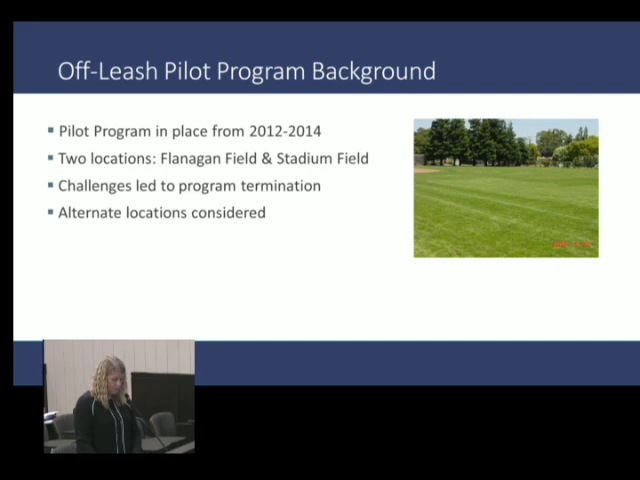 Off-Leash Pilot Program Background
Pilot Program in place from 2012-2014
Two locations: Flanagan Field & Stadium Field
Challenges led to program termination
Alternate locations considered